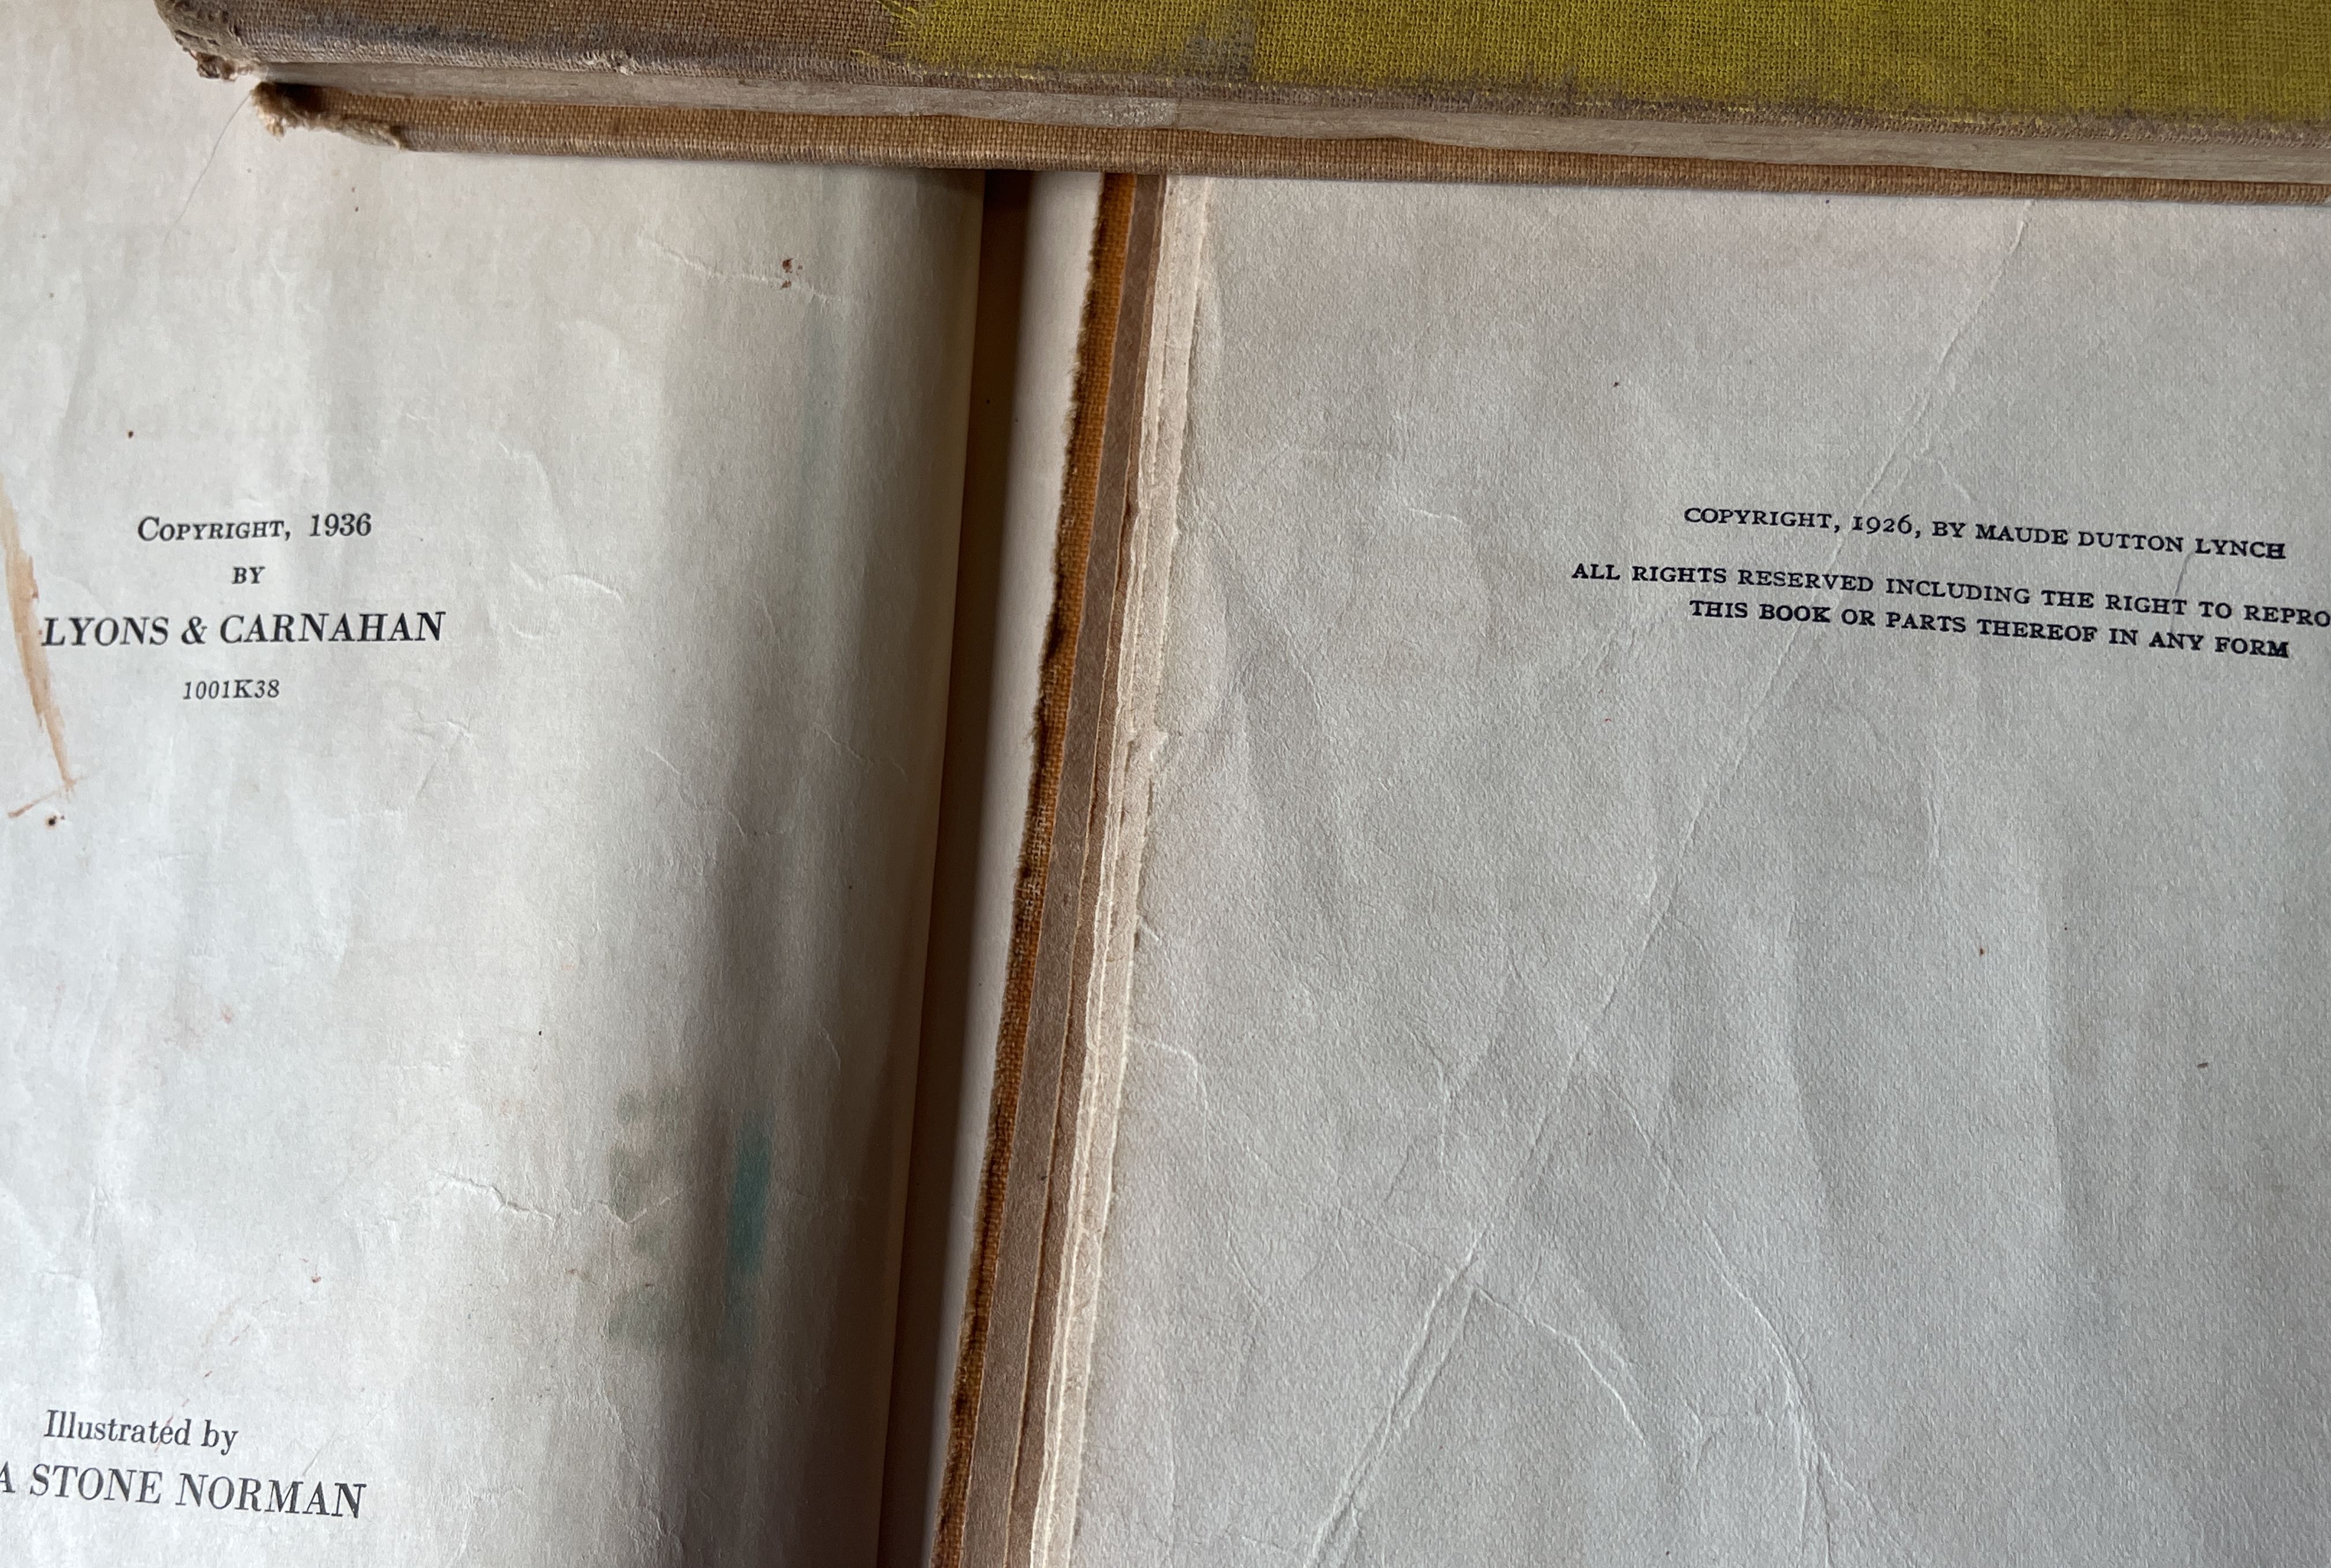 COPYRIGHT, 1936
BY
LYONS & CARNAHAN
1001K38
Illustrated by
A STONE NORMAN
COPYRIGHT, 1926, BY MAUDE DUTTON LYNCH
ALL RIGHTS RESERVED INCLUDING THE RIGHT TO REPRO
THIS BOOK OR PARTS THEREOF IN ANY FORM